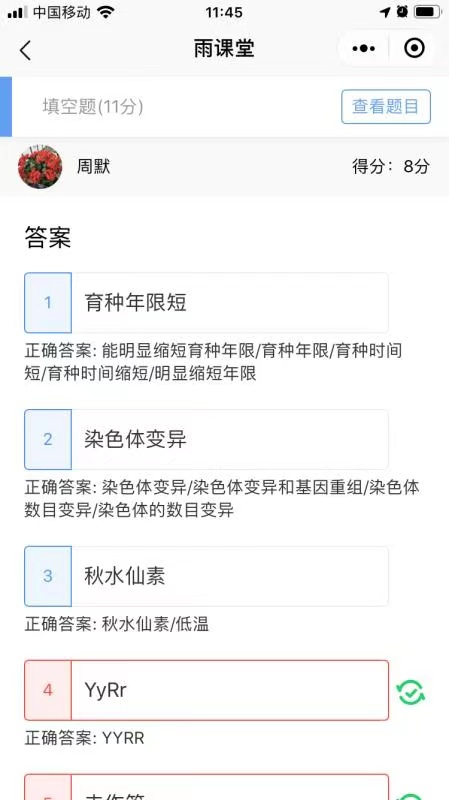 中国移动
11:45
雨课堂
填空题(11分)
查看题目
周默
得分：8分
答案
1
育种年限短
正确答案: 能明显缩短育种年限/育种年限/育种时间
短/育种时间缩短/明显缩短年限
2
染色体变异
正确答案: 染色体变异/染色体变异和基因重组/染色体
数目变异/染色体的数目变异
3
秋水仙素
正确答案: 秋水仙素/低温
4
YyRr
正确答案: YYRR